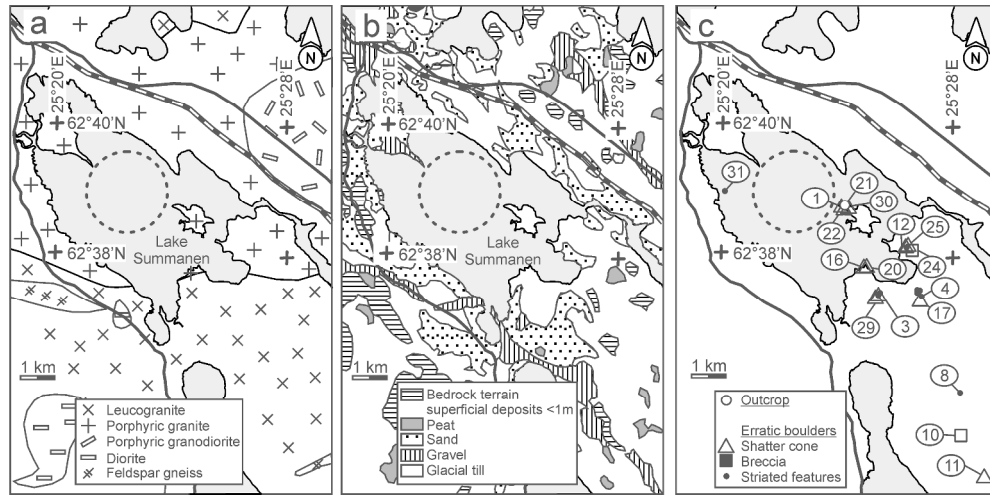 a
N
25°20'E
25°28'E
62°40'N
62°38'N
Lake
Summanen
1 km
Leucogranite
Porphyric granite
Porphyric granodiorite
Diorite
Feldspar gneiss
b
N
25°20'E
25°28'E
62°40'N
62°38'N
Lake
Summanen
1 km
Bedrock terrain
superficial deposits <1m
Peat
Sand
Gravel
Glacial till
c
N
25°20'E
25°28'E
62°40'N
31
21
1
30
12
25
22
62°38'N
16
20
24
4
29
3
17
1 km
8
10
11
Outcrop
Erratic boulders
Shatter cone
Breccia
Striated features